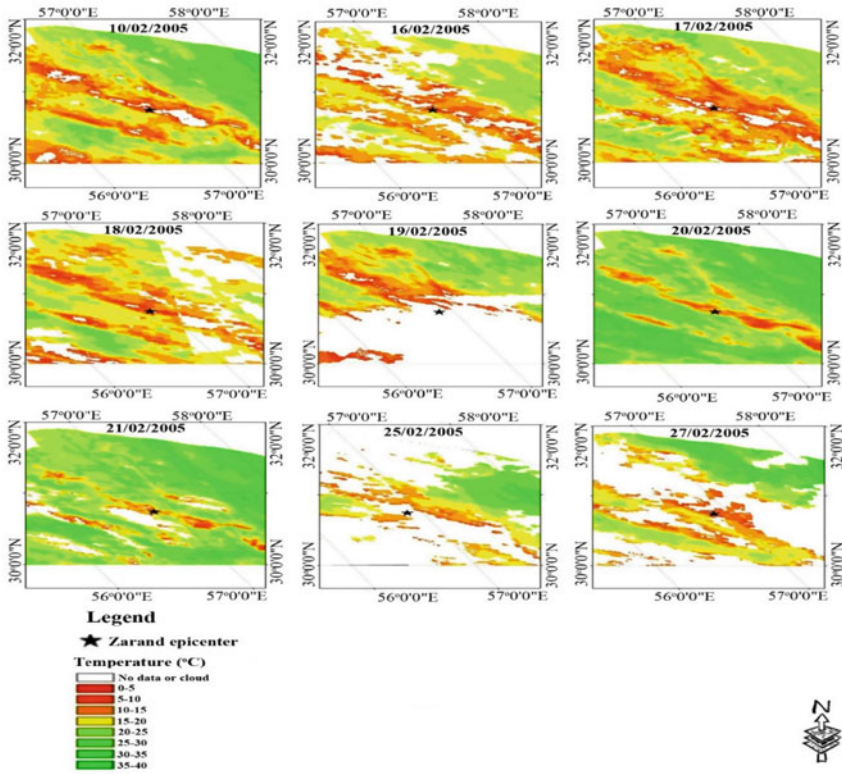 57°0'0"E 58°0'0"E 57°0'0"E 58°0'0"E 57°0'0"E 58°0'0"E
10/02/2005 16/02/2005 17/02/2005
32°0'0"N 32°0'0"N 32°0'0"N
30°0'0"N 30°0'0"N 30°0'0"N
56°0'0"E 57°0'0"E 56°0'0"E 57°0'0"E 56°0'0"E 57°0'0"E
57°0'0"E 58°0'0"E 57°0'0"E 58°0'0"E 57°0'0"E 58°0'0"E
18/02/2005 19/02/2005 20/02/2005
32°0'0"N 32°0'0"N 32°0'0"N
30°0'0"N 30°0'0"N 30°0'0"N
56°0'0"E 57°0'0"E 56°0'0"E 57°0'0"E 56°0'0"E 57°0'0"E
57°0'0"E 58°0'0"E 57°0'0"E 58°0'0"E 57°0'0"E 58°0'0"E
21/02/2005 25/02/2005 27/02/2005
32°0'0"N 32°0'0"N 32°0'0"N
30°0'0"N 30°0'0"N 30°0'0"N
56°0'0"E 57°0'0"E 56°0'0"E 57°0'0"E 56°0'0"E 57°0'0"E
Legend
Zarand epicenter
Temperature (°C)
No data or cloud
0-5
5-10
10-15
15-20
20-25
25-30
30-35
35-40
N